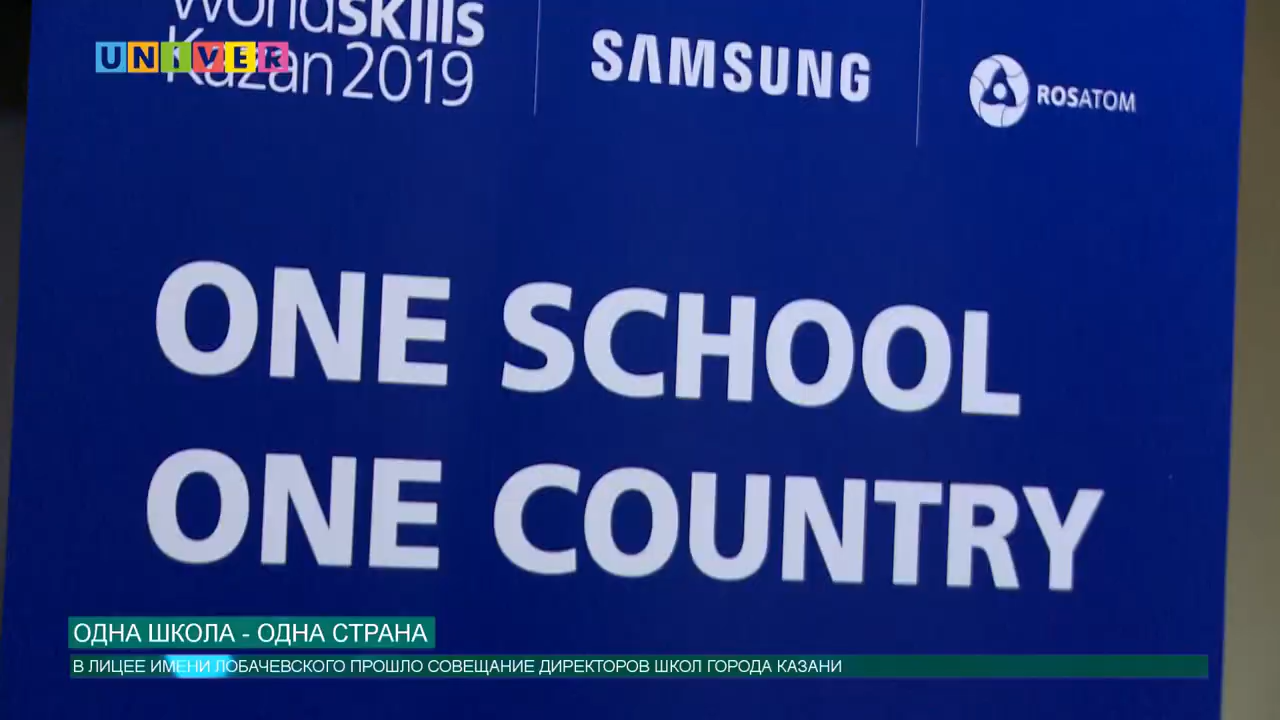 worldskills
Kazan 2019
UNIVER
SAMSUNG
ROSATOM
ONE SCHOOL
ONE COUNTRY
ОДНА ШКОЛА - ОДНА СТРАНА
В ЛИЦЕЕ ИМЕНИ ЛОБАЧЕВСКОГО ПРОШЛО СОВЕЩАНИЕ ДИРЕКТОРОВ ШКОЛ ГОРОДА КАЗАНИ